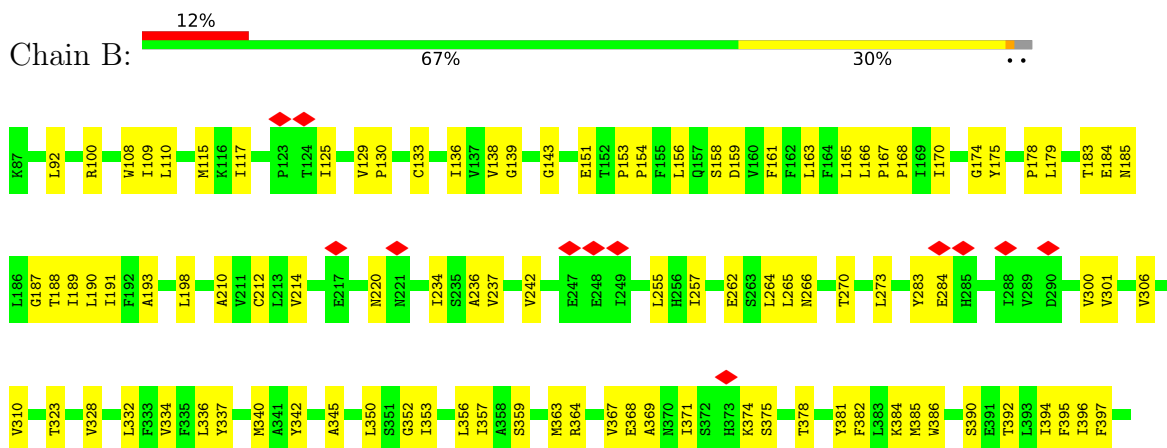 12%
Chain B:
67% 30% • •
K87 L92 R100 W108 I109 L110 M115 K116 I117 P123 T124 I125 V129 P130 C133 I136 V137 V138 G139 G143 E151 T152 P153 P154 F155 L156 Q157 S158 D159 V160 F161 F162 L163 F164 L165 L166 P167 P168 I169 I170 G174 Y175 P178 L179 T183 E184 N185
L186 G187 T188 I189 L190 I191 F192 A193 L198 A210 V211 C212 L213 V214 E217 N220 N221 I234 S235 A236 V237 V242 E247 E248 I249 L255 H256 I257 E262 S263 L264 L265 N266 T270 L273 Y283 E284 H285 I288 V289 D290 V300 V301 V306
V310 T323 V328 L332 F333 V334 F335 L336 Y337 M340 A341 Y342 A345 L350 S351 G352 I353 L356 I357 A358 S359 M363 R364 V367 E368 A369 N370 I371 S372 H373 K374 S375 T378 Y381 F382 L383 K384 M385 W386 S390 E391 T392 L393 I394 F395 I396 F397